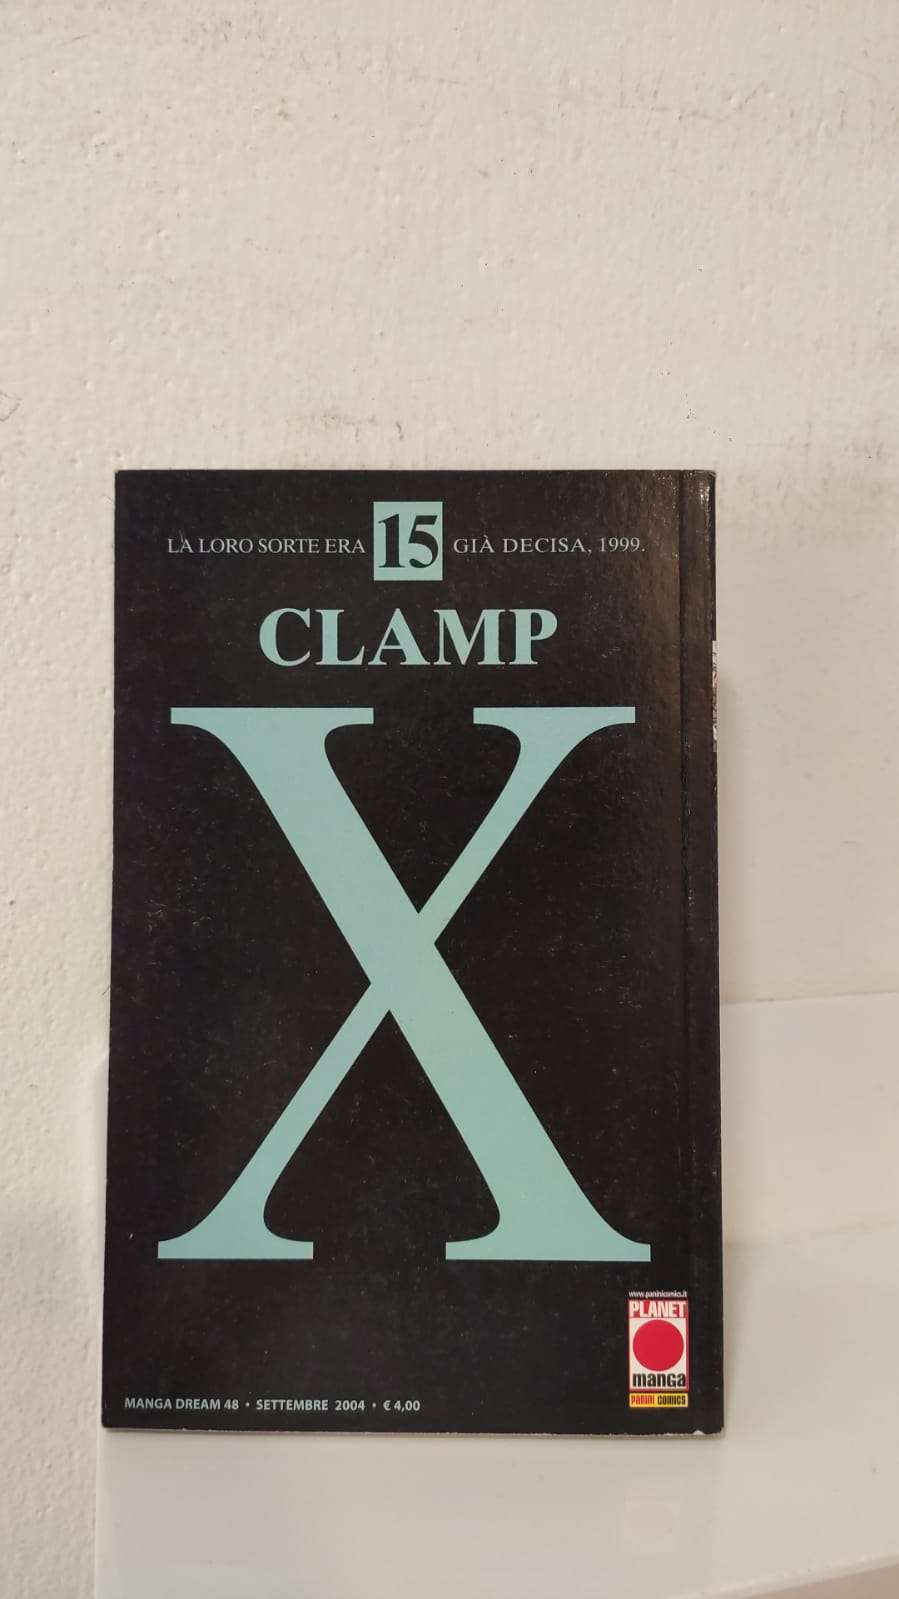 LA LORO SORTE ERA 15 GIÀ DECISA, 1999.
CLAMP
X
www.paninicomics.it
PLANET
manga
PANINI COMICS
MANGA DREAM 48 • SETTEMBRE 2004 • € 4,00